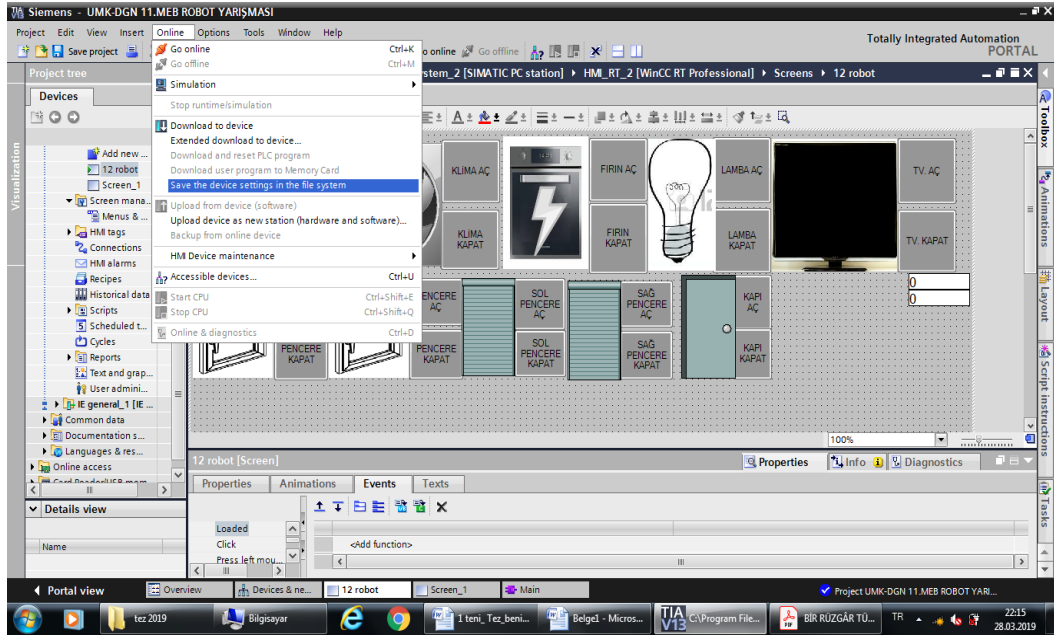 Siemens - UMK-DGN 11.MEB ROBOT YARIŞMASI
Project Edit View Insert Online Options Tools Window Help
Totally Integrated Automation
PORTAL
Save project
Go online Ctrl+K
Go offline Ctrl+M
Simulation
Stop runtime/simulation
Download to device
Extended download to device...
Download and reset PLC program
Download user program to Memory Card
Save the device settings in the file system
Upload from device (software)
Upload device as new station (hardware and software)...
Backup from online device
HMI Device maintenance
Accessible devices... Ctrl+U
Start CPU Ctrl+Shift+E
Stop CPU Ctrl+Shift+Q
Online & diagnostics Ctrl+D
o online Go offline
stem_2 [SIMATIC PC station] HMI_RT_2 [WinCC RT Professional] Screens 12 robot
Project tree
Devices
Visualization
Add new ...
12 robot
Screen_1
Screen mana...
Menus & ...
HMI tags
Connections
HMI alarms
Recipes
Historical data
Scripts
Scheduled t...
Cycles
Reports
Text and grap...
User admini...
IE general_1 [IE ...
Common data
Documentation s...
Languages & res...
Online access
Card Reader/USB mem
Details view
Name
KLİMA AÇ
KLİMA KAPAT
FIRIN AÇ
FIRIN KAPAT
LAMBA AÇ
LAMBA KAPAT
TV. AÇ
TV. KAPAT
0
0
ENCERE AÇ
SOL PENCERE AÇ
SAĞ PENCERE AÇ
KAPI AÇ
PENCERE KAPAT
PENCERE KAPAT
SOL PENCERE KAPAT
SAĞ PENCERE KAPAT
KAPI KAPAT
100%
Toolbox
Animations
Layout
Script instructions
Tasks
12 robot [Screen]
Properties Info Diagnostics
Properties Animations Events Texts
Loaded
Click
Press left mou...
<Add function>
Portal view Overview Devices & ne... 12 robot Screen_1 Main
Project UMK-DGN 11.MEB ROBOT YARI...
tez 2019 Bilgisayar 1 teni_Tez_beni... Belge1 - Micros... TIA V13 C:\Program File... BİR RÜZGÂR TÜ... TR 22:15
28.03.2019